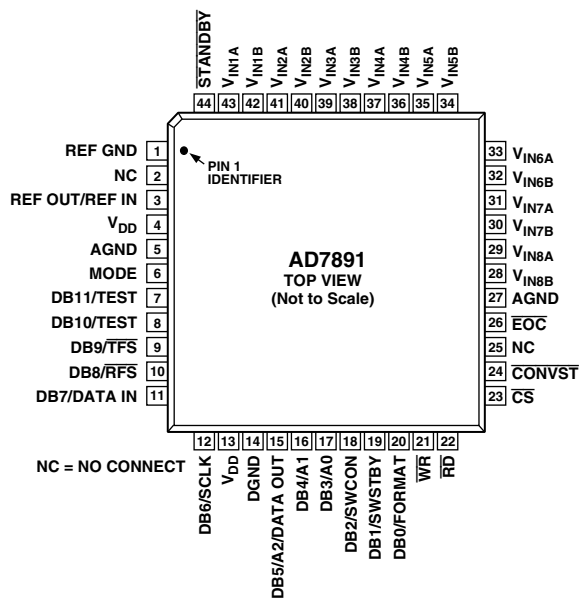 STANDBY
VIN1A
VIN1B
VIN2A
VIN2B
VIN3A
VIN3B
VIN4A
VIN4B
VIN5A
VIN5B
44 43 42 41 40 39 38 37 36 35 34
REF GND 1
NC 2
REF OUT/REF IN 3
VDD 4
AGND 5
MODE 6
DB11/TEST 7
DB10/TEST 8
DB9/TFS 9
DB8/RFS 10
DB7/DATA IN 11
PIN 1
IDENTIFIER
AD7891
TOP VIEW
(Not to Scale)
33 VIN6A
32 VIN6B
31 VIN7A
30 VIN7B
29 VIN8A
28 VIN8B
27 AGND
26 EOC
25 NC
24 CONVST
23 CS
12 13 14 15 16 17 18 19 20 21 22
NC = NO CONNECT
DB6/SCLK
VDD
DGND
DB5/A2/DATA OUT
DB4/A1
DB3/A0
DB2/SWCON
DB1/SWSTBY
DB0/FORMAT
WR
RD